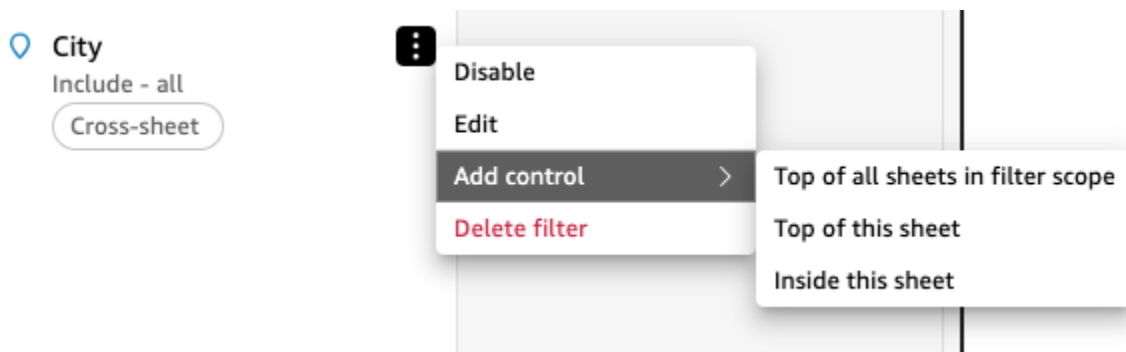 City
Include - all
Cross-sheet
Disable
Edit
Add control
Delete filter
Top of all sheets in filter scope
Top of this sheet
Inside this sheet